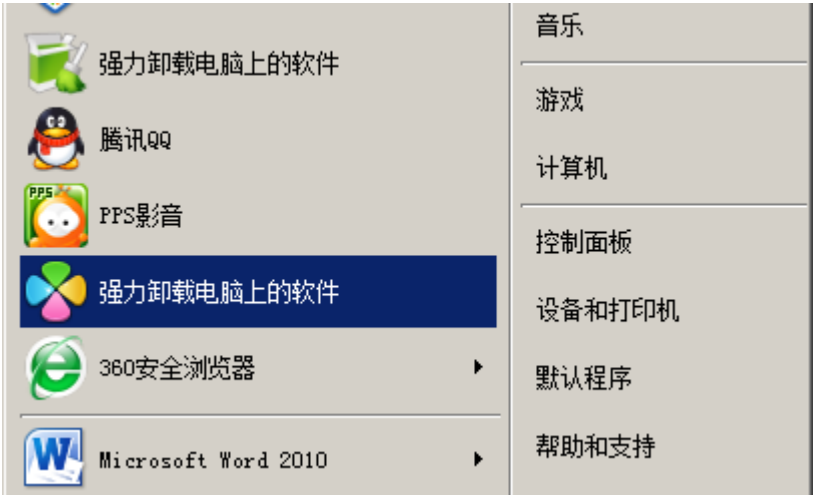 强力卸载电脑上的软件
腾讯QQ
PPS
PPS影音
强力卸载电脑上的软件
360安全浏览器
W
Microsoft Word 2010
音乐
游戏
计算机
控制面板
设备和打印机
默认程序
帮助和支持